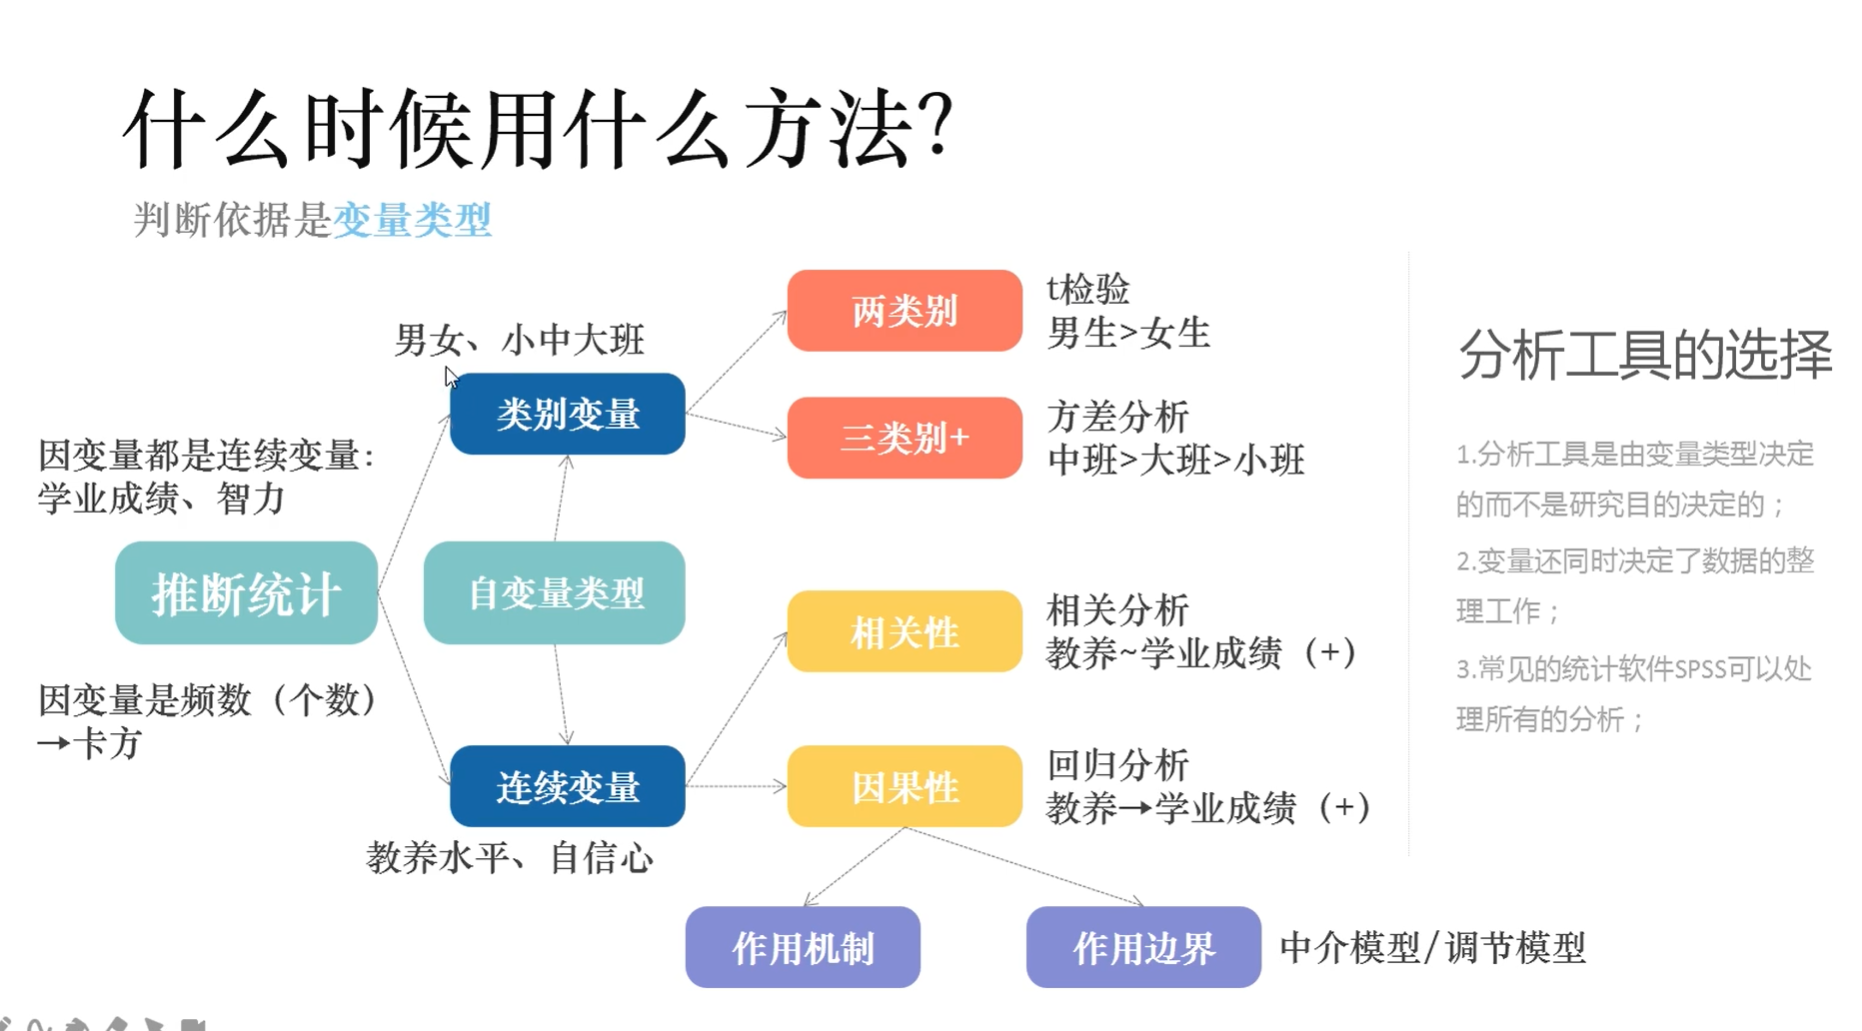 什么时候用什么方法？
判断依据是变量类型
男女、小中大班
类别变量
两类别
t检验
男生>女生
三类别+
方差分析
中班>大班>小班
因变量都是连续变量：
学业成绩、智力
推断统计
自变量类型
因变量是频数（个数）
→卡方
连续变量
教养水平、自信心
相关性
相关分析
教养~学业成绩（+）
因果性
回归分析
教养→学业成绩（+）
作用机制
作用边界
中介模型/调节模型
分析工具的选择
1.分析工具是由变量类型决定
的而不是研究目的决定的；
2.变量还同时决定了数据的整
理工作；
3.常见的统计软件SPSS可以处
理所有的分析；